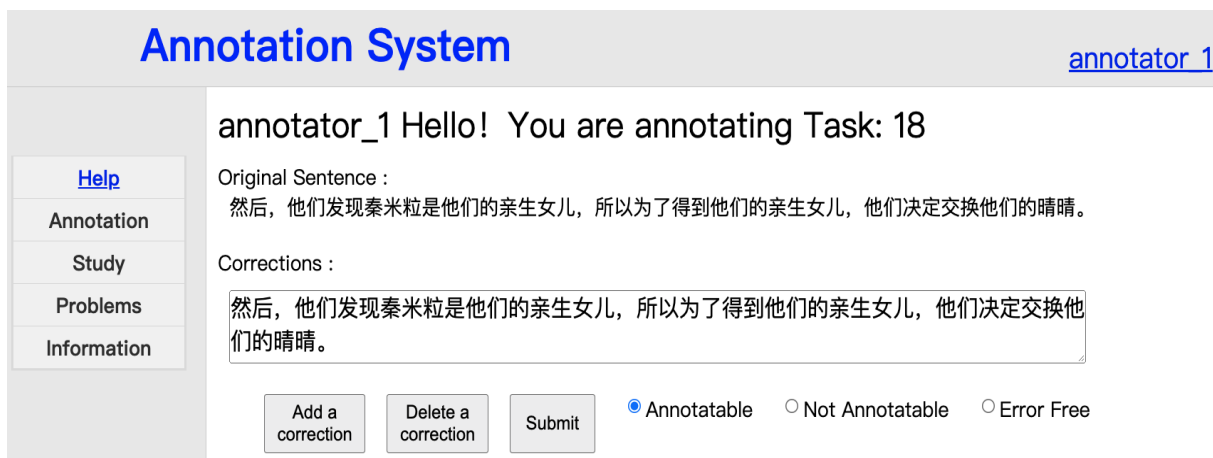 Annotation System
annotator_1
annotator_1 Hello！You are annotating Task: 18
Help
Annotation
Study
Problems
Information
Original Sentence :
然后，他们发现秦米粒是他们的亲生女儿，所以为了得到他们的亲生女儿，他们决定交换他们的晴晴。
Corrections :
然后，他们发现秦米粒是他们的亲生女儿，所以为了得到他们的亲生女儿，他们决定交换他
们的晴晴。
Add a
correction
Delete a
correction
Submit
Annotatable
Not Annotatable
Error Free